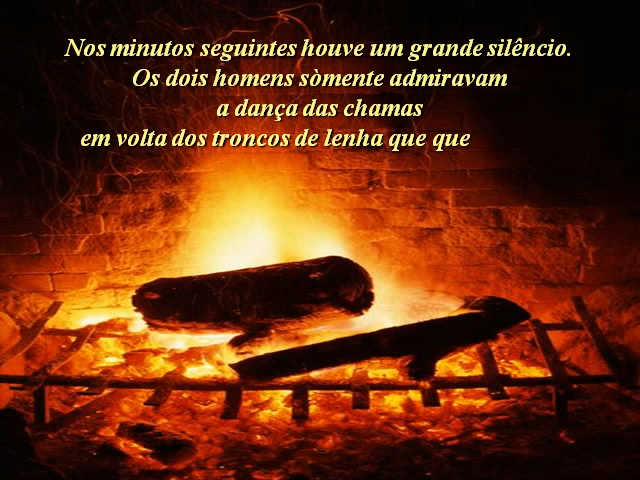 Nos minutos seguintes houve um grande silêncio.
Os dois homens sòmente admiravam
a dança das chamas
em volta dos troncos de lenha que que